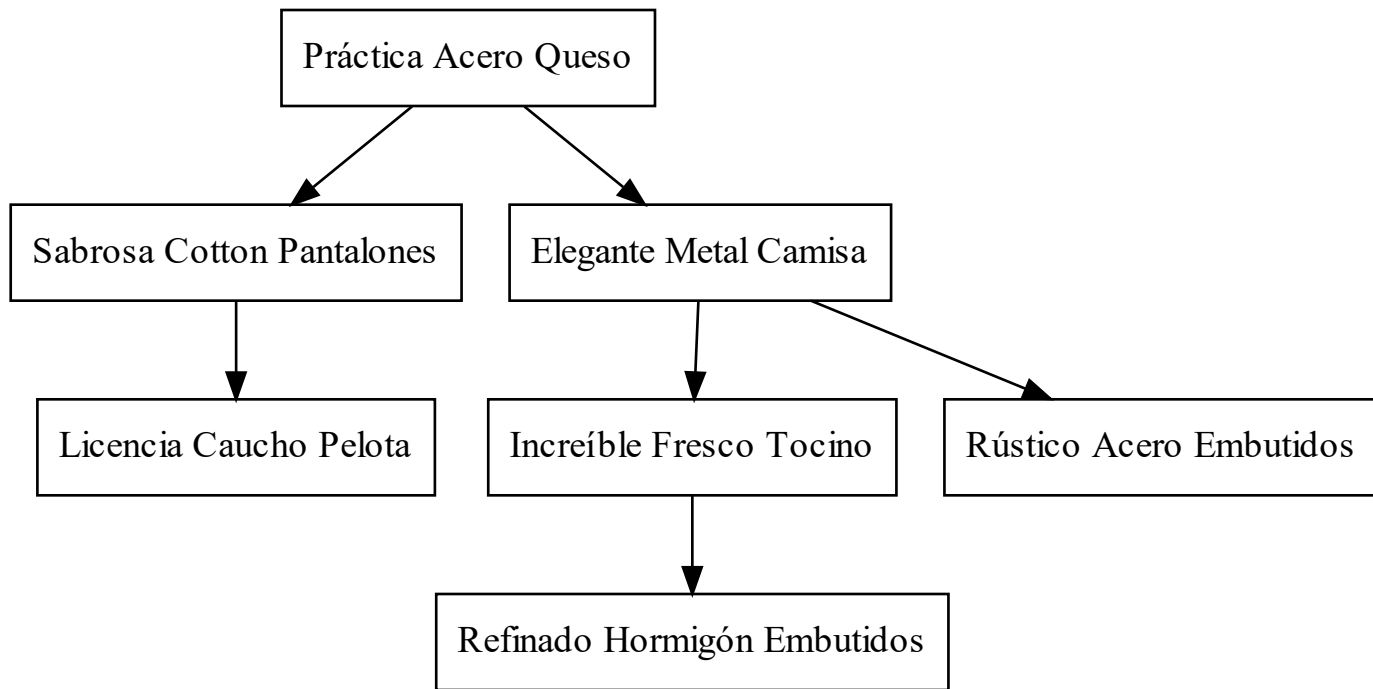 Práctica Acero Queso
Sabrosa Cotton Pantalones
Elegante Metal Camisa
Licencia Caucho Pelota
Increíble Fresco Tocino
Rústico Acero Embutidos
Refinado Hormigón Embutidos